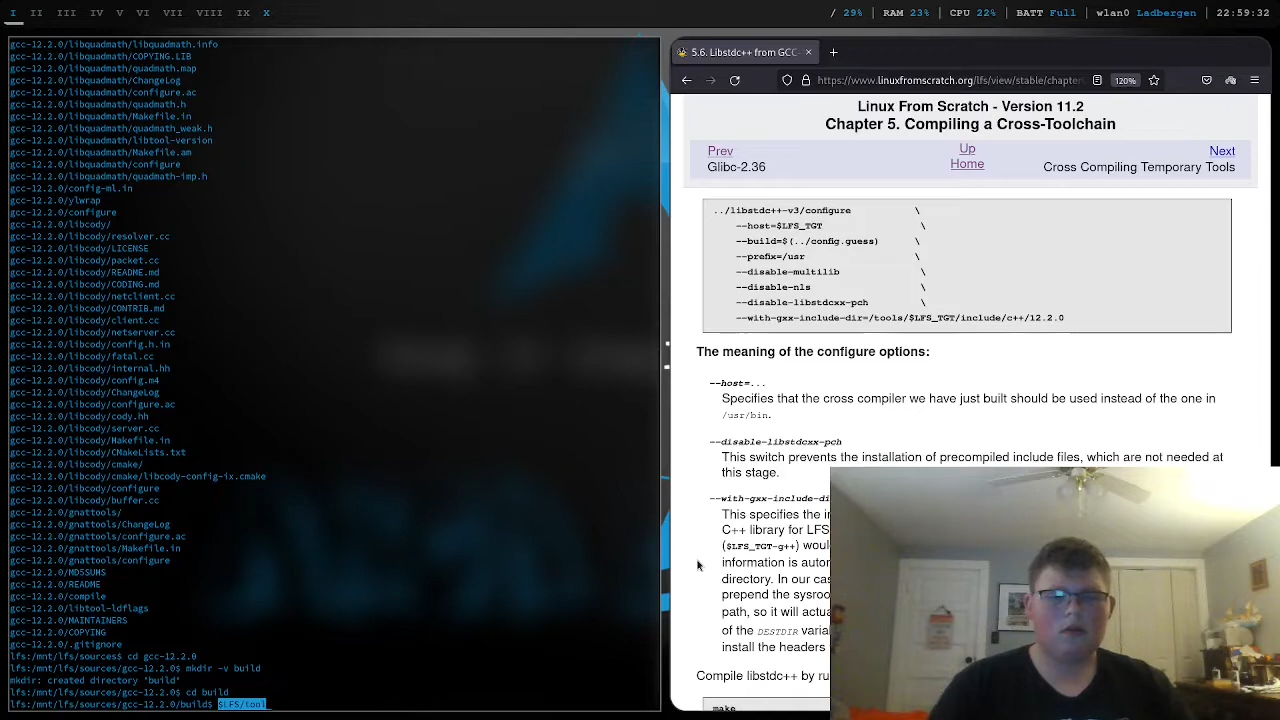 I II III IV V VI VII VIII IX X
/ 29% | RAM 23% | CPU 22% | BATT Full | wlan0 Ladbergen | 22:59:32
gcc-12.2.0/libquadmath/libquadmath.info
gcc-12.2.0/libquadmath/COPYING.LIB
gcc-12.2.0/libquadmath/quadmath.map
gcc-12.2.0/libquadmath/ChangeLog
gcc-12.2.0/libquadmath/configure.ac
gcc-12.2.0/libquadmath/quadmath.h
gcc-12.2.0/libquadmath/Makefile.in
gcc-12.2.0/libquadmath/quadmath_weak.h
gcc-12.2.0/libquadmath/libtool-version
gcc-12.2.0/libquadmath/Makefile.am
gcc-12.2.0/libquadmath/configure
gcc-12.2.0/libquadmath/quadmath-imp.h
gcc-12.2.0/config-ml.in
gcc-12.2.0/ylwrap
gcc-12.2.0/configure
gcc-12.2.0/libcody/
gcc-12.2.0/libcody/resolver.cc
gcc-12.2.0/libcody/LICENSE
gcc-12.2.0/libcody/packet.cc
gcc-12.2.0/libcody/README.md
gcc-12.2.0/libcody/CODING.md
gcc-12.2.0/libcody/netclient.cc
gcc-12.2.0/libcody/CONTRIB.md
gcc-12.2.0/libcody/client.cc
gcc-12.2.0/libcody/netserver.cc
gcc-12.2.0/libcody/config.h.in
gcc-12.2.0/libcody/fatal.cc
gcc-12.2.0/libcody/internal.hh
gcc-12.2.0/libcody/config.m4
gcc-12.2.0/libcody/ChangeLog
gcc-12.2.0/libcody/configure.ac
gcc-12.2.0/libcody/cody.hh
gcc-12.2.0/libcody/server.cc
gcc-12.2.0/libcody/Makefile.in
gcc-12.2.0/libcody/CMakeLists.txt
gcc-12.2.0/libcody/cmake/
gcc-12.2.0/libcody/cmake/libcody-config-ix.cmake
gcc-12.2.0/libcody/configure
gcc-12.2.0/libcody/buffer.cc
gcc-12.2.0/gnattools/
gcc-12.2.0/gnattools/ChangeLog
gcc-12.2.0/gnattools/configure.ac
gcc-12.2.0/gnattools/Makefile.in
gcc-12.2.0/gnattools/configure
gcc-12.2.0/MD5SUMS
gcc-12.2.0/README
gcc-12.2.0/compile
gcc-12.2.0/libtool-ldflags
gcc-12.2.0/MAINTAINERS
gcc-12.2.0/COPYING
gcc-12.2.0/.gitignore
lfs:/mnt/lfs/sources$ cd gcc-12.2.0
lfs:/mnt/lfs/sources/gcc-12.2.0$ mkdir -v build
mkdir: created directory 'build'
lfs:/mnt/lfs/sources/gcc-12.2.0$ cd build
lfs:/mnt/lfs/sources/gcc-12.2.0/build$ $LFS/tool
5.6. Libstdc++ from GCC-
https://www.linuxfromscratch.org/lfs/view/stable/chapter
120%
Linux From Scratch - Version 11.2
Chapter 5. Compiling a Cross-Toolchain
Prev Up Next
Glibc-2.36 Home Cross Compiling Temporary Tools
../libstdc++-v3/configure \
--host=$LFS_TGT \
--build=$(../config.guess) \
--prefix=/usr \
--disable-multilib \
--disable-nls \
--disable-libstdcxx-pch \
--with-gxx-include-dir=/tools/$LFS_TGT/include/c++/12.2.0
The meaning of the configure options:
--host=...
Specifies that the cross compiler we have just built should be used instead of the one in
/usr/bin.
--disable-libstdcxx-pch
This switch prevents the installation of precompiled include files, which are not needed at
this stage.
--with-gxx-include-di
This specifies the in
C++ library for LFS
($LFS_TGT-g++) wou
information is autor
directory. In our cas
prepend the sysroo
path, so it will actua
of the DESTDIR varia
install the headers
Compile libstdc++ by ru
make